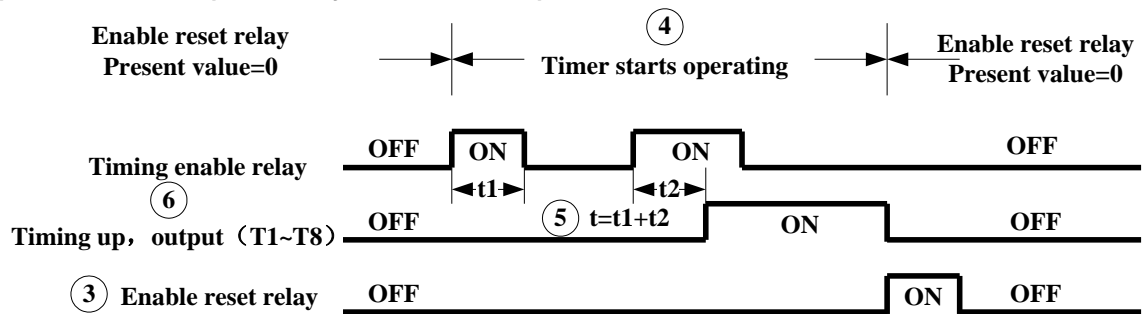 Enable reset relay
Present value=0
④
Timer starts operating
Enable reset relay
Present value=0
Timing enable relay
OFF
ON
ON
OFF
t1
t2
⑥
Timing up，output（T1~T8）
OFF
⑤ t=t1+t2
ON
OFF
③ Enable reset relay
OFF
ON
OFF